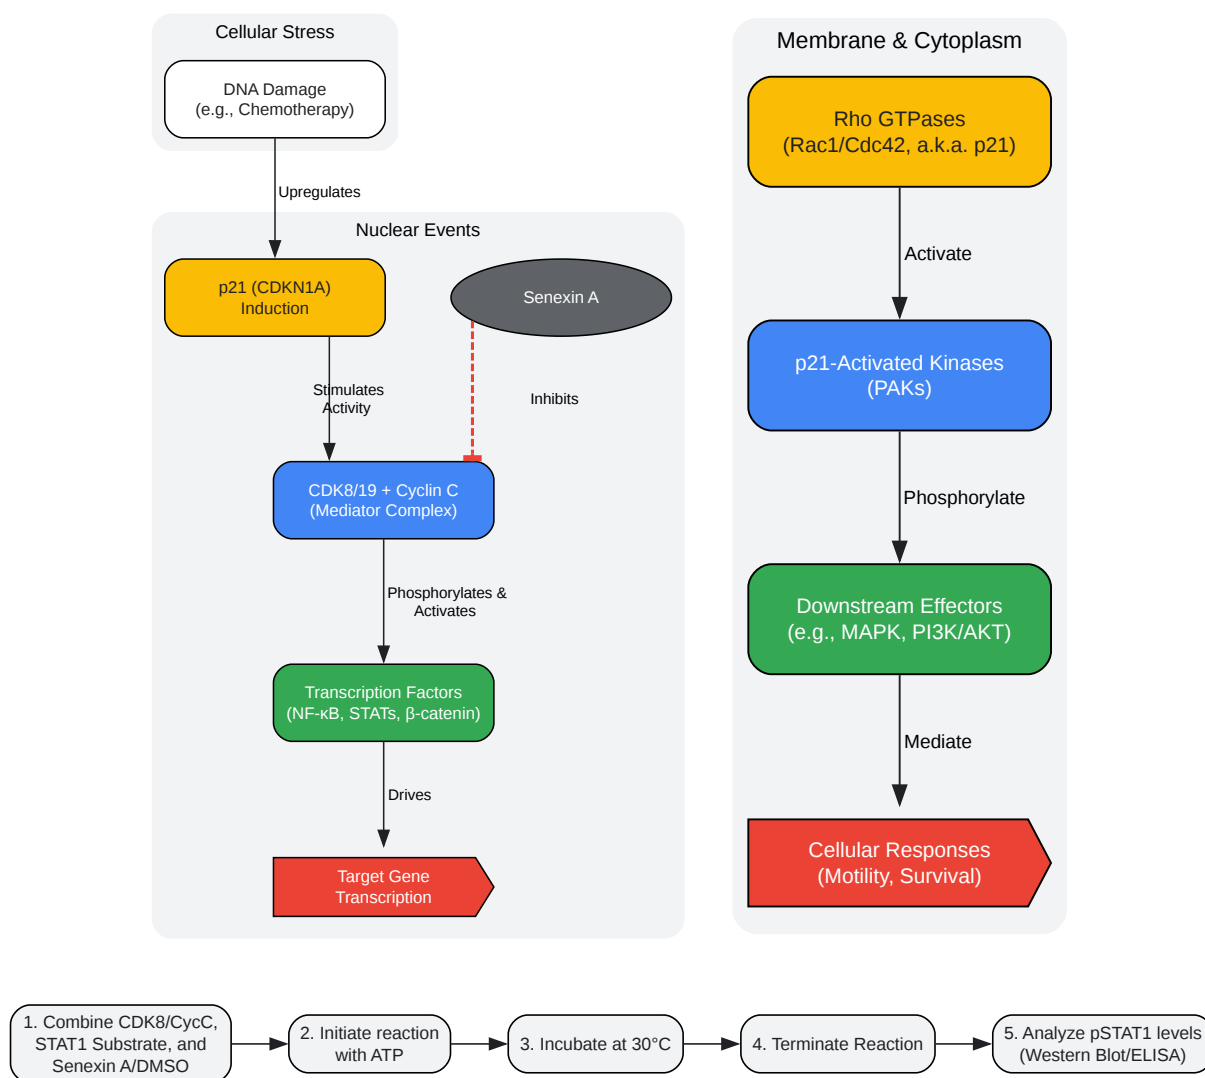 Cellular Stress
DNA Damage
(e.g., Chemotherapy)
Upregulates
Nuclear Events
p21 (CDKN1A)
Induction
Senexin A
Stimulates
Activity
Inhibits
CDK8/19 + Cyclin C
(Mediator Complex)
Phosphorylates &
Activates
Transcription Factors
(NF-κB, STATs, β-catenin)
Drives
Target Gene
Transcription
Membrane & Cytoplasm
Rho GTPases
(Rac1/Cdc42, a.k.a. p21)
Activate
p21-Activated Kinases
(PAKs)
Phosphorylate
Downstream Effectors
(e.g., MAPK, PI3K/AKT)
Mediate
Cellular Responses
(Motility, Survival)
1. Combine CDK8/CycC,
STAT1 Substrate, and
Senexin A/DMSO
2. Initiate reaction
with ATP
3. Incubate at 30°C
4. Terminate Reaction
5. Analyze pSTAT1 levels
(Western Blot/ELISA)